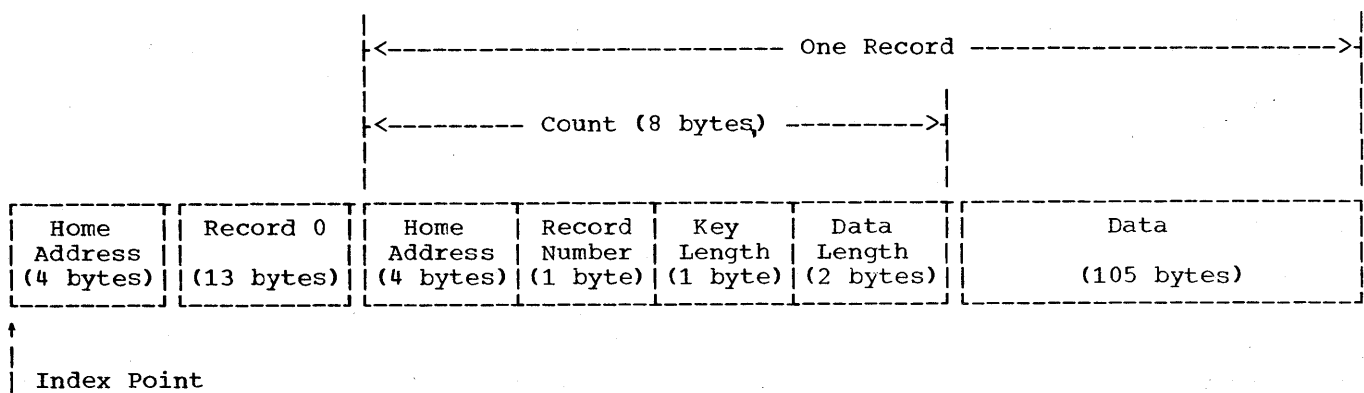 One Record
Count (8 bytes)
Home Address (4 bytes)
Record 0 (13 bytes)
Home Address (4 bytes)
Record Number (1 byte)
Key Length (1 byte)
Data Length (2 bytes)
Data (105 bytes)
Index Point